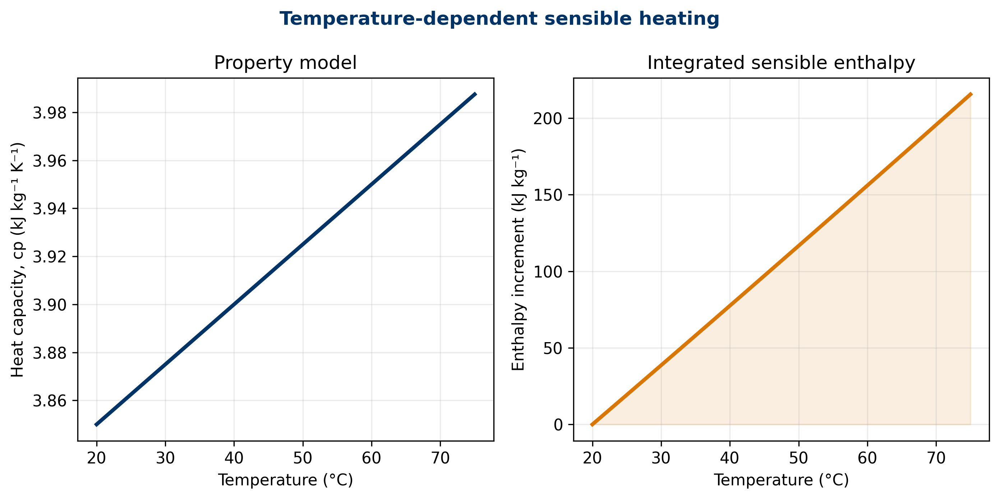 Temperature-dependent sensible heating
Property model
Heat capacity, cp (kJ kg⁻¹ K⁻¹)
3.98
3.96
3.94
3.92
3.90
3.88
3.86
20 30 40 50 60 70
Temperature (°C)
Integrated sensible enthalpy
Enthalpy increment (kJ kg⁻¹)
200
150
100
50
0
20 30 40 50 60 70
Temperature (°C)